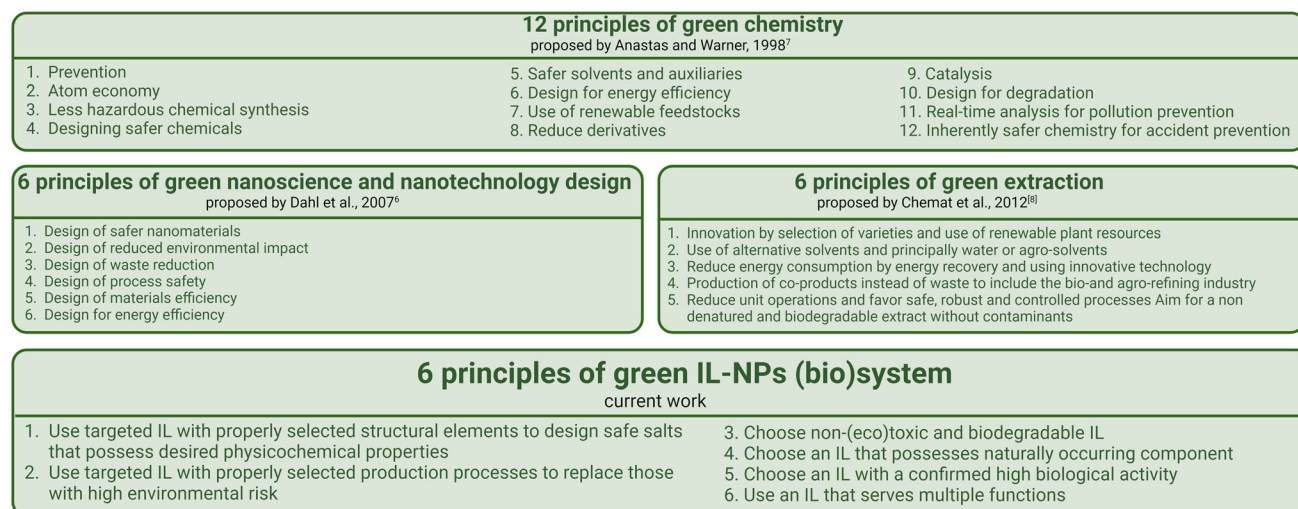 12 principles of green chemistry
proposed by Anastas and Warner, 1998⁷
1. Prevention
2. Atom economy
3. Less hazardous chemical synthesis
4. Designing safer chemicals
5. Safer solvents and auxiliaries
6. Design for energy efficiency
7. Use of renewable feedstocks
8. Reduce derivatives
9. Catalysis
10. Design for degradation
11. Real-time analysis for pollution prevention
12. Inherently safer chemistry for accident prevention
6 principles of green nanoscience and nanotechnology design
proposed by Dahl et al., 2007⁶
1. Design of safer nanomaterials
2. Design of reduced environmental impact
3. Design of waste reduction
4. Design of process safety
5. Design of materials efficiency
6. Design for energy efficiency
6 principles of green extraction
proposed by Chemat et al., 2012[8]
1. Innovation by selection of varieties and use of renewable plant resources
2. Use of alternative solvents and principally water or agro-solvents
3. Reduce energy consumption by energy recovery and using innovative technology
4. Production of co-products instead of waste to include the bio-and agro-refining industry
5. Reduce unit operations and favor safe, robust and controlled processes Aim for a non
denatured and biodegradable extract without contaminants
6 principles of green IL-NPs (bio)system
current work
1. Use targeted IL with properly selected structural elements to design safe salts
that possess desired physicochemical properties
2. Use targeted IL with properly selected production processes to replace those
with high environmental risk
3. Choose non-(eco)toxic and biodegradable IL
4. Choose an IL that possesses naturally occurring component
5. Choose an IL with a confirmed high biological activity
6. Use an IL that serves multiple functions